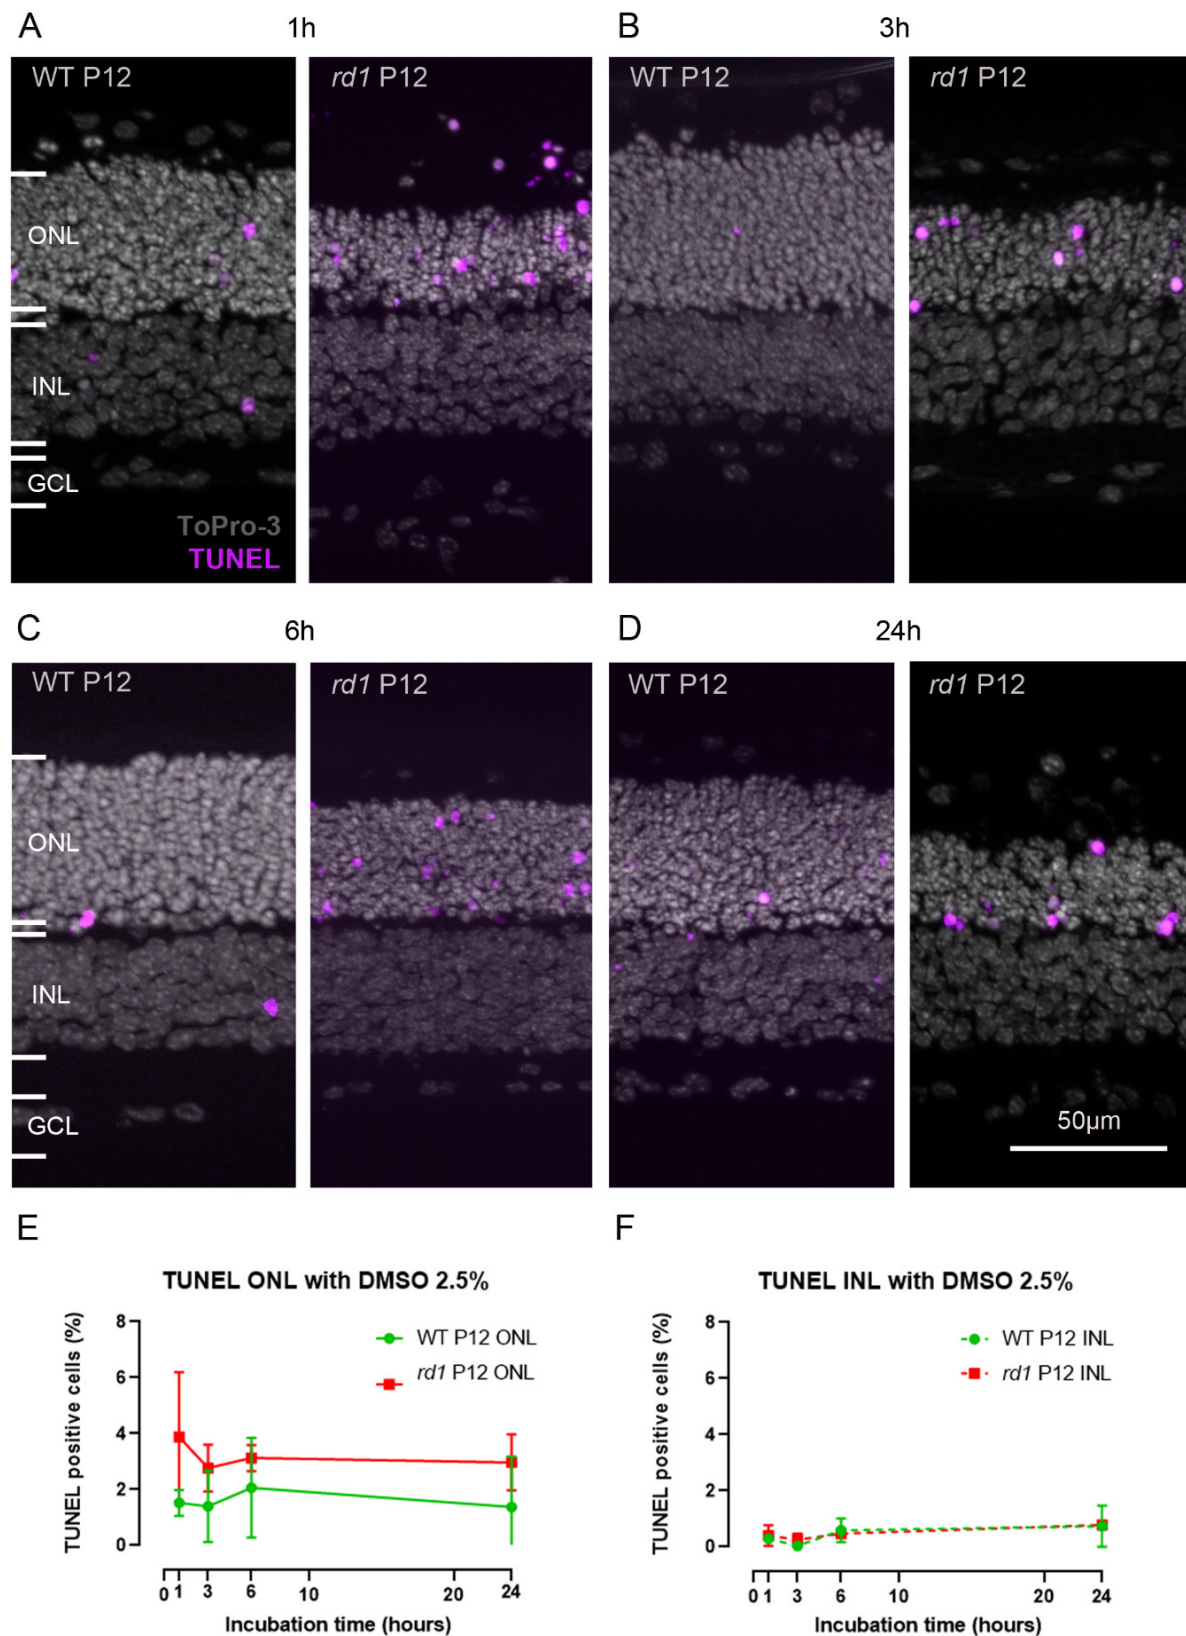 A 1h B 3h
WT P12 rd1 P12 WT P12 rd1 P12
ONL
INL
GCL
ToPro-3
TUNEL
C 6h D 24h
WT P12 rd1 P12 WT P12 rd1 P12
ONL
INL
GCL
50µm
E
TUNEL ONL with DMSO 2.5%
TUNEL positive cells (%)
8
6
4
2
0
WT P12 ONL
rd1 P12 ONL
0 1 3 6 10 20 24
Incubation time (hours)
F
TUNEL INL with DMSO 2.5%
TUNEL positive cells (%)
8
6
4
2
0
WT P12 INL
rd1 P12 INL
0 1 3 6 10 20 24
Incubation time (hours)